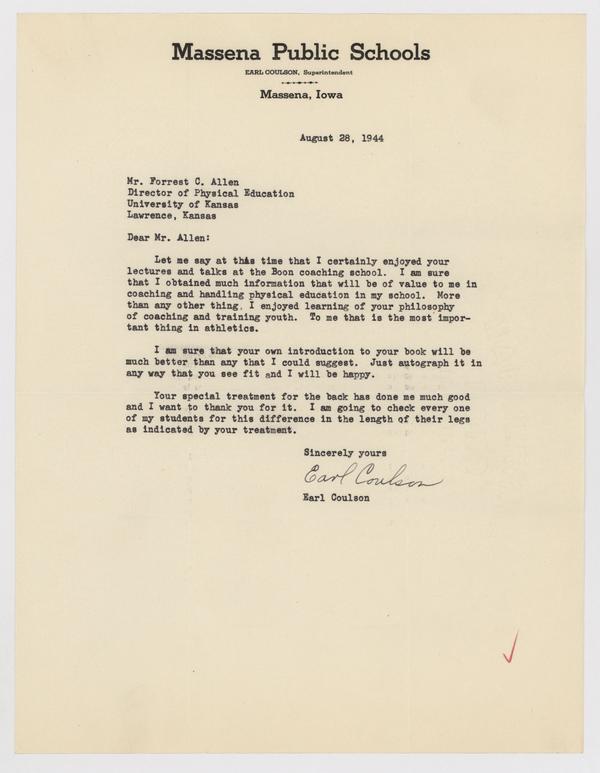 Massena Public Schools
EARL COULSON, Superintendent
Massena, Iowa
August 28, 1944
Mr. Forrest C. Allen
Director of Physical Education
University of Kansas
Lawrence, Kansas
Dear Mr. Allen:
Let me say at this time that I certainly enjoyed your
lectures and talks at the Boon coaching school. I am sure
that I obtained much information that will be of value to me in
coaching and handling physical education in my school. More
than any other thing, I enjoyed learning of your philosophy
of coaching and training youth. To me that is the most impor-
tant thing in athletics.
I am sure that your own introduction to your book will be
much better than any that I could suggest. Just autograph it in
any way that you see fit and I will be happy.
Your special treatment for the back has done me much good
and I want to thank you for it. I am going to check every one
of my students for this difference in the length of their legs
as indicated by your treatment.
Sincerely yours
Earl Coulson
Earl Coulson